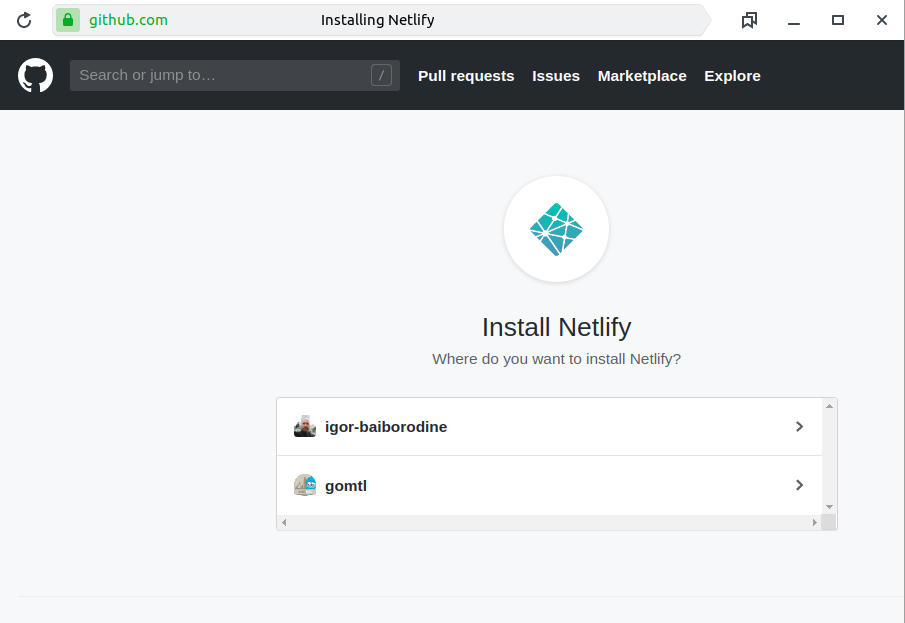 github.com Installing Netlify
Search or jump to… / Pull requests Issues Marketplace Explore
Install Netlify
Where do you want to install Netlify?
igor-baiborodine
gomtl